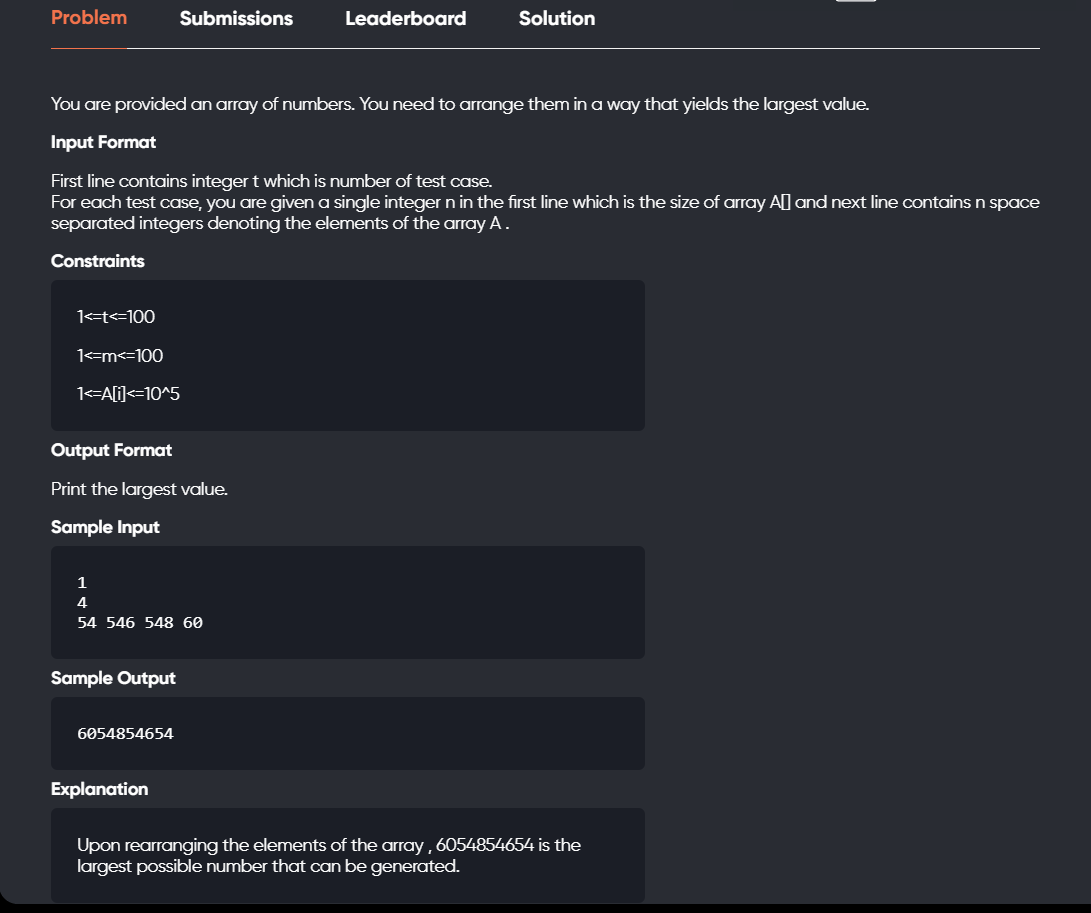 Problem Submissions Leaderboard Solution
You are provided an array of numbers. You need to arrange them in a way that yields the largest value.
Input Format
First line contains integer t which is number of test case.
For each test case, you are given a single integer n in the first line which is the size of array A[] and next line contains n space
separated integers denoting the elements of the array A .
Constraints
1<=t<=100
1<=m<=100
1<=A[i]<=10^5
Output Format
Print the largest value.
Sample Input
1
4
54 546 548 60
Sample Output
6054854654
Explanation
Upon rearranging the elements of the array , 6054854654 is the
largest possible number that can be generated.